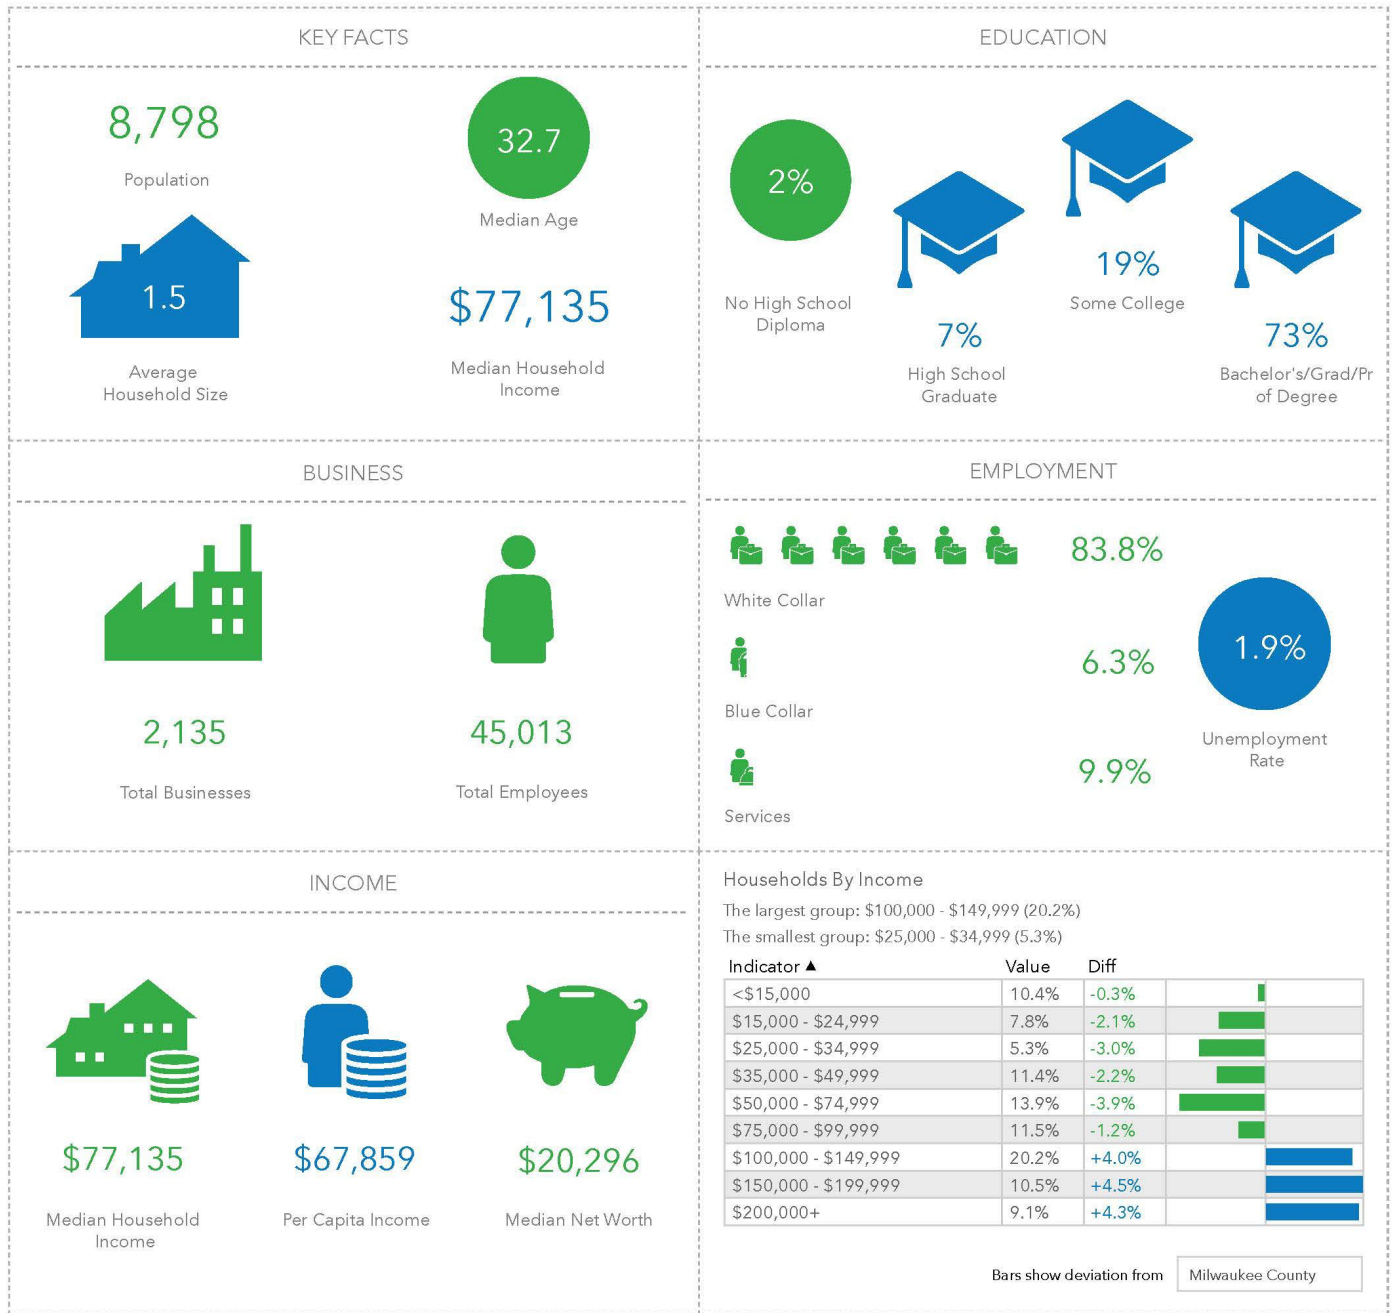 KEY FACTS
8,798
Population
32.7
Median Age
1.5
Average
Household Size
$77,135
Median Household
Income
EDUCATION
2%
No High School
Diploma
7%
High School
Graduate
19%
Some College
73%
Bachelor's/Grad/Pr
of Degree
BUSINESS
2,135
Total Businesses
45,013
Total Employees
EMPLOYMENT
83.8%
White Collar
6.3%
Blue Collar
9.9%
Services
1.9%
Unemployment
Rate
INCOME
$77,135
Median Household
Income
$67,859
Per Capita Income
$20,296
Median Net Worth
Households By Income
The largest group: $100,000 - $149,999 (20.2%)
The smallest group: $25,000 - $34,999 (5.3%)
Indicator ▲ Value Diff
<$15,000 10.4% -0.3%
$15,000 - $24,999 7.8% -2.1%
$25,000 - $34,999 5.3% -3.0%
$35,000 - $49,999 11.4% -2.2%
$50,000 - $74,999 13.9% -3.9%
$75,000 - $99,999 11.5% -1.2%
$100,000 - $149,999 20.2% +4.0%
$150,000 - $199,999 10.5% +4.5%
$200,000+ 9.1% +4.3%
Bars show deviation from Milwaukee County